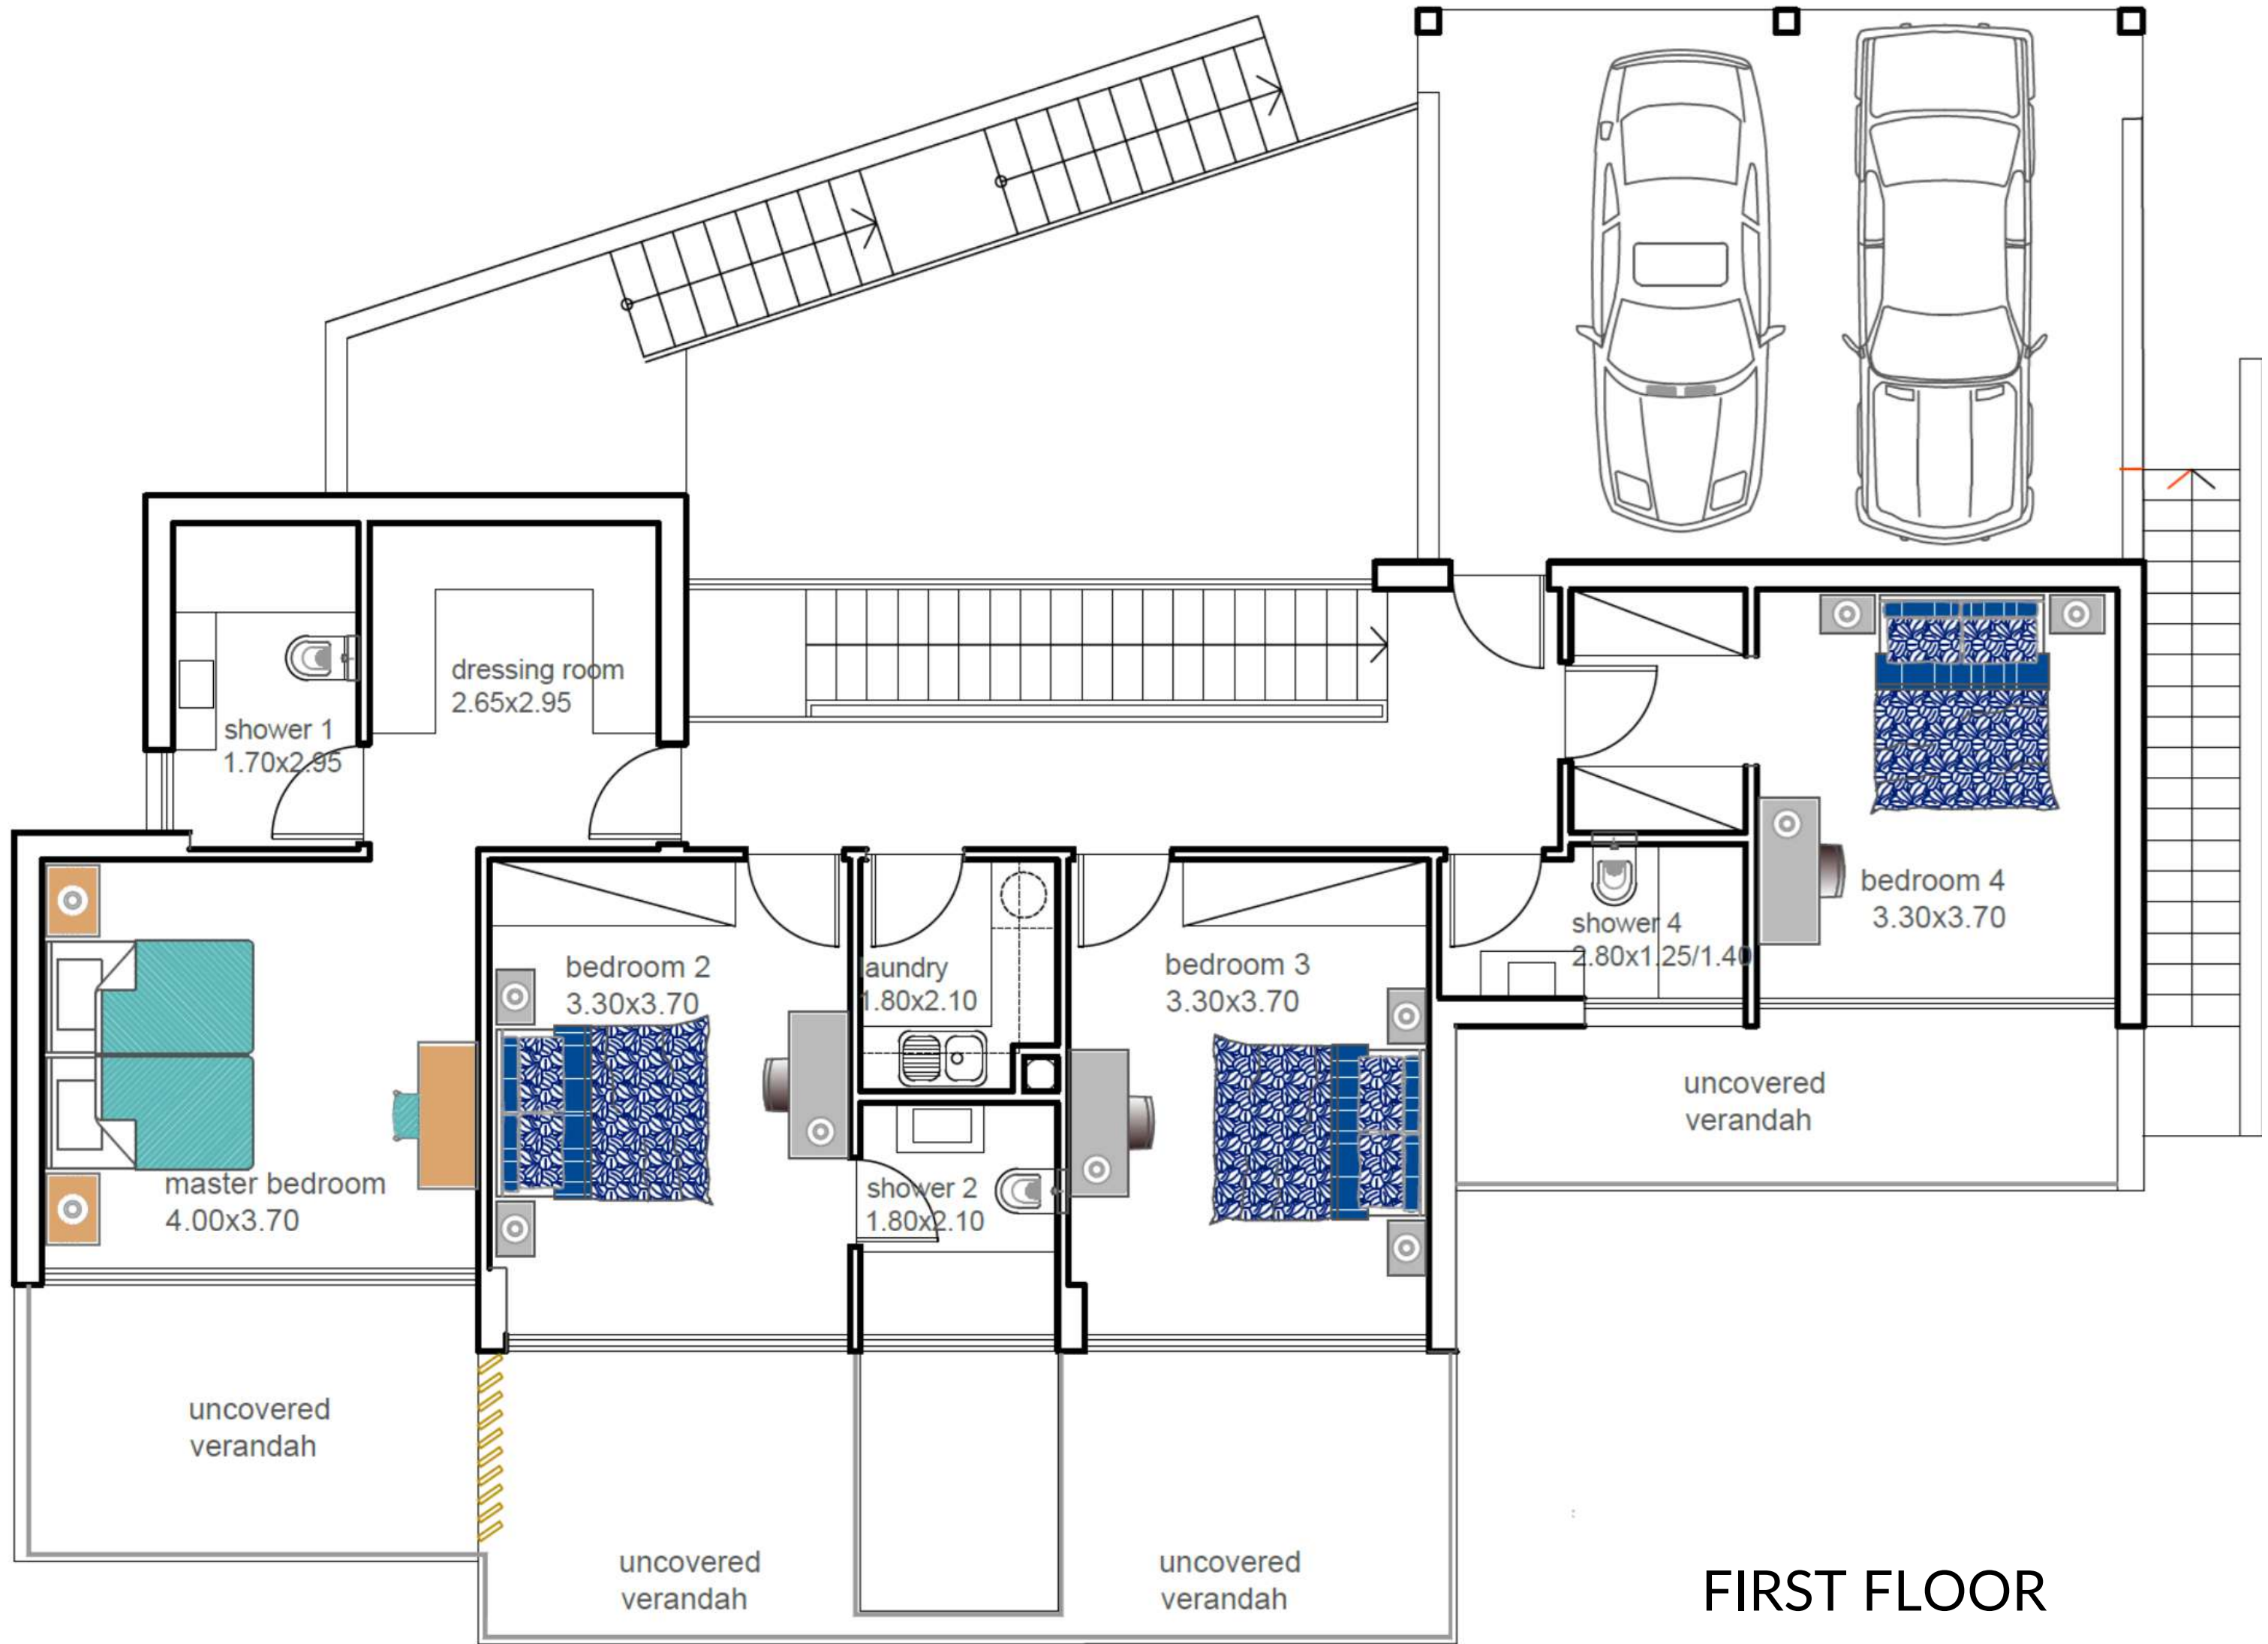 dressing room
2.65x2.95
shower 1
1.70x2.95
bedroom 4
3.30x3.70
shower 4
2.80x1.25/1.40
bedroom 2
3.30x3.70
laundry
1.80x2.10
bedroom 3
3.30x3.70
uncovered
verandah
master bedroom
4.00x3.70
shower 2
1.80x2.10
uncovered
verandah
uncovered
verandah
uncovered
verandah
FIRST FLOOR